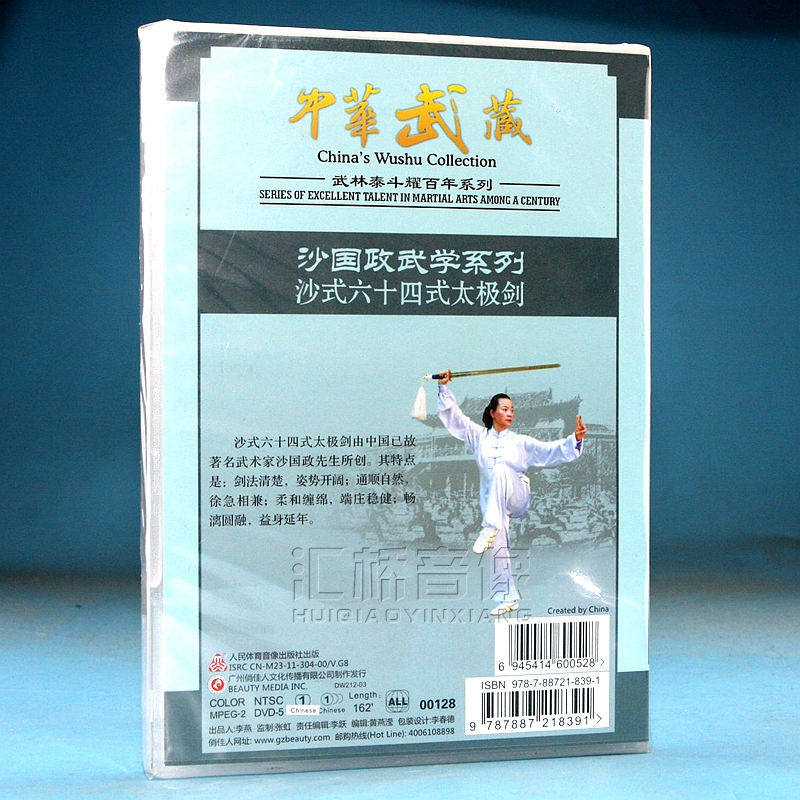 中華武藏
China's Wushu Collection
武林泰斗耀百年系列
SERIES OF EXCELLENT TALENT IN MARTIAL ARTS AMONG A CENTURY
沙国政武学系列
沙式六十四式太极剑
沙式六十四式太极剑由中国已故
著名武术家沙国政先生所创。其特点
是：剑法清楚，姿势开阔；通顺自然，
徐急相兼；柔和缠绵，端庄稳健；畅
漓圆融，益身延年。
汇桥音像
HUIQIAOYINXIANG
Created by China
人民体育音像出版社出版
ISRC CN-M23-11-304-00/V.G8
广州俏佳人文化传播有限公司制作发行
BEAUTY MEDIA INC. DW212-03
COLOR NTSC 1 1 Length: ALL 00128
MPEG-2 DVD-5 Chinese Chinese 162'
出品人: 李燕 监制: 张虹 责任编辑: 李跃 编辑: 黄燕滢 包装设计: 李春德
俏佳人网址: www.gzbeauty.com 邮购热线(Hot Line): 4006108898
6 945414 600528
ISBN 978-7-88721-839-1
9 787887 218391